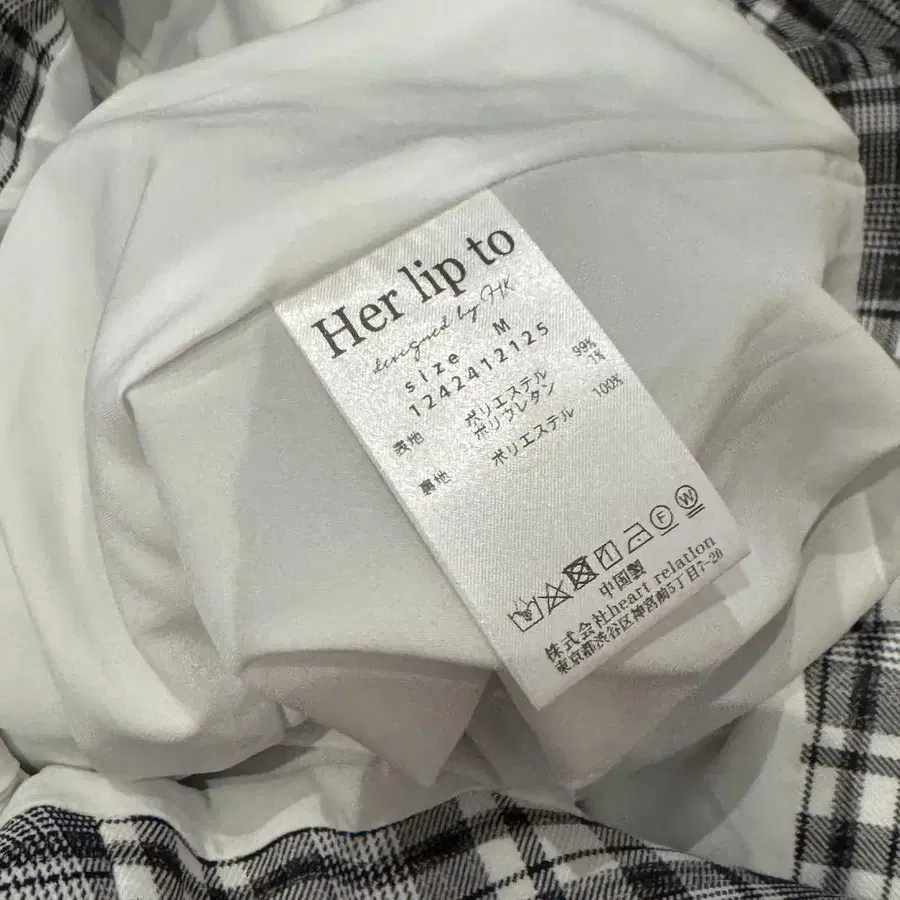 Her lip to
designed by HK
size M
1242412125
表地 ポリエステル 99%
ポリウレタン 1%
裏地 ポリエステル 100%
F W
中国製
株式会社heart relation
東京都渋谷区神宮前5丁目7-20